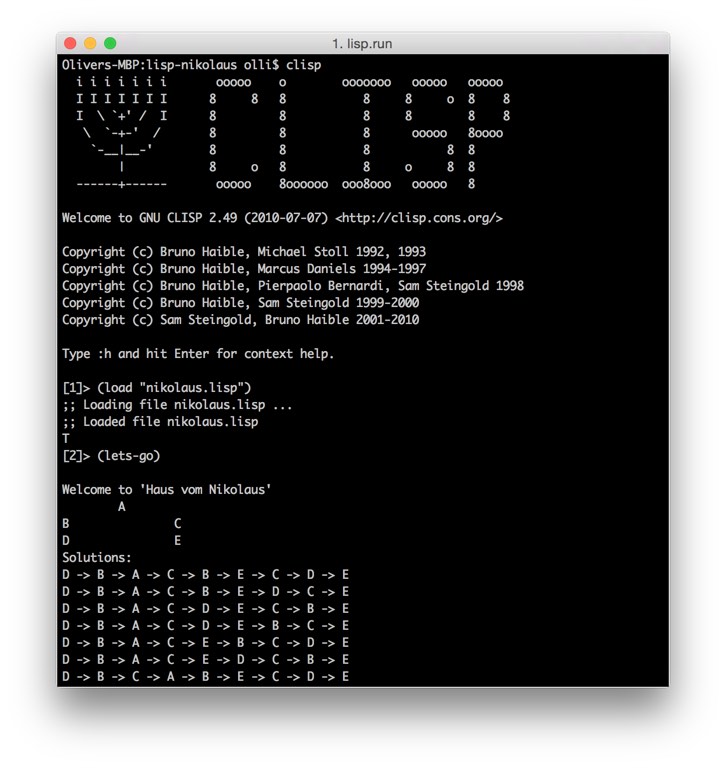 1. lisp.run
Olivers-MBP:lisp-nikolaus olli$ clisp
  i i i i i i i       ooooo    o        ooooooo   ooooo   ooooo
  I I I I I I I      8     8   8           8     8     o  8    8
  I  \ `+' /  I      8         8           8     8        8    8
   \  `-+-'  /       8         8           8      ooooo   8oooo
    `-__|__-'        8         8           8           8  8
        |            8     o   8           8     o     8  8
  ------+------       ooooo    8oooooo  ooo8ooo   ooooo   8
Welcome to GNU CLISP 2.49 (2010-07-07) <http://clisp.cons.org/>
Copyright (c) Bruno Haible, Michael Stoll 1992, 1993
Copyright (c) Bruno Haible, Marcus Daniels 1994-1997
Copyright (c) Bruno Haible, Pierpaolo Bernardi, Sam Steingold 1998
Copyright (c) Bruno Haible, Sam Steingold 1999-2000
Copyright (c) Sam Steingold, Bruno Haible 2001-2010
Type :h and hit Enter for context help.
[1]> (load "nikolaus.lisp")
;; Loading file nikolaus.lisp ...
;; Loaded file nikolaus.lisp
T
[2]> (lets-go)
Welcome to 'Haus vom Nikolaus'
        A
B               C
D               E
Solutions:
D -> B -> A -> C -> B -> E -> C -> D -> E
D -> B -> A -> C -> B -> E -> D -> C -> E
D -> B -> A -> C -> D -> E -> C -> B -> E
D -> B -> A -> C -> D -> E -> B -> C -> E
D -> B -> A -> C -> E -> B -> C -> D -> E
D -> B -> A -> C -> E -> D -> C -> B -> E
D -> B -> C -> A -> B -> E -> C -> D -> E